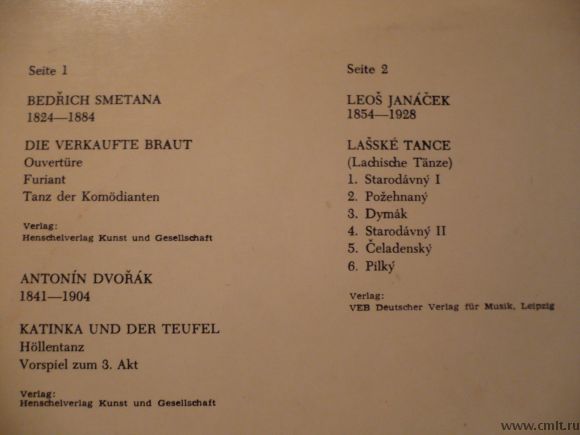 Seite 1
BEDŘICH SMETANA
1824—1884
DIE VERKAUFTE BRAUT
Ouvertüre
Furiant
Tanz der Komödianten
Verlag:
Henschelverlag Kunst und Gesellschaft
ANTONÍN DVOŘÁK
1841—1904
KATINKA UND DER TEUFEL
Höllentanz
Vorspiel zum 3. Akt
Verlag:
Henschelverlag Kunst und Gesellschaft
Seite 2
LEOŠ JANÁČEK
1854—1928
LAŠSKÉ TANCE
(Lachische Tänze)
1. Starodávný I
2. Požehnaný
3. Dymák
4. Starodávný II
5. Čeladenský
6. Pilký
Verlag:
VEB Deutscher Verlag für Musik, Leipzig
www.cmlt.ru